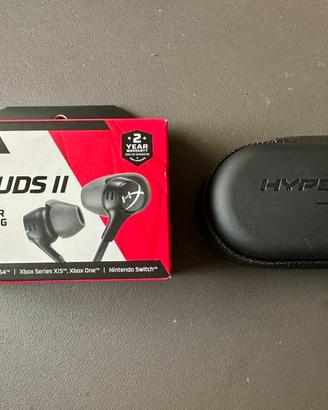 2
YEAR
WARRANTY
UDS II
R
G
S4™ | Xbox Series X|S™, Xbox One™ | Nintendo Switch™
HYPE